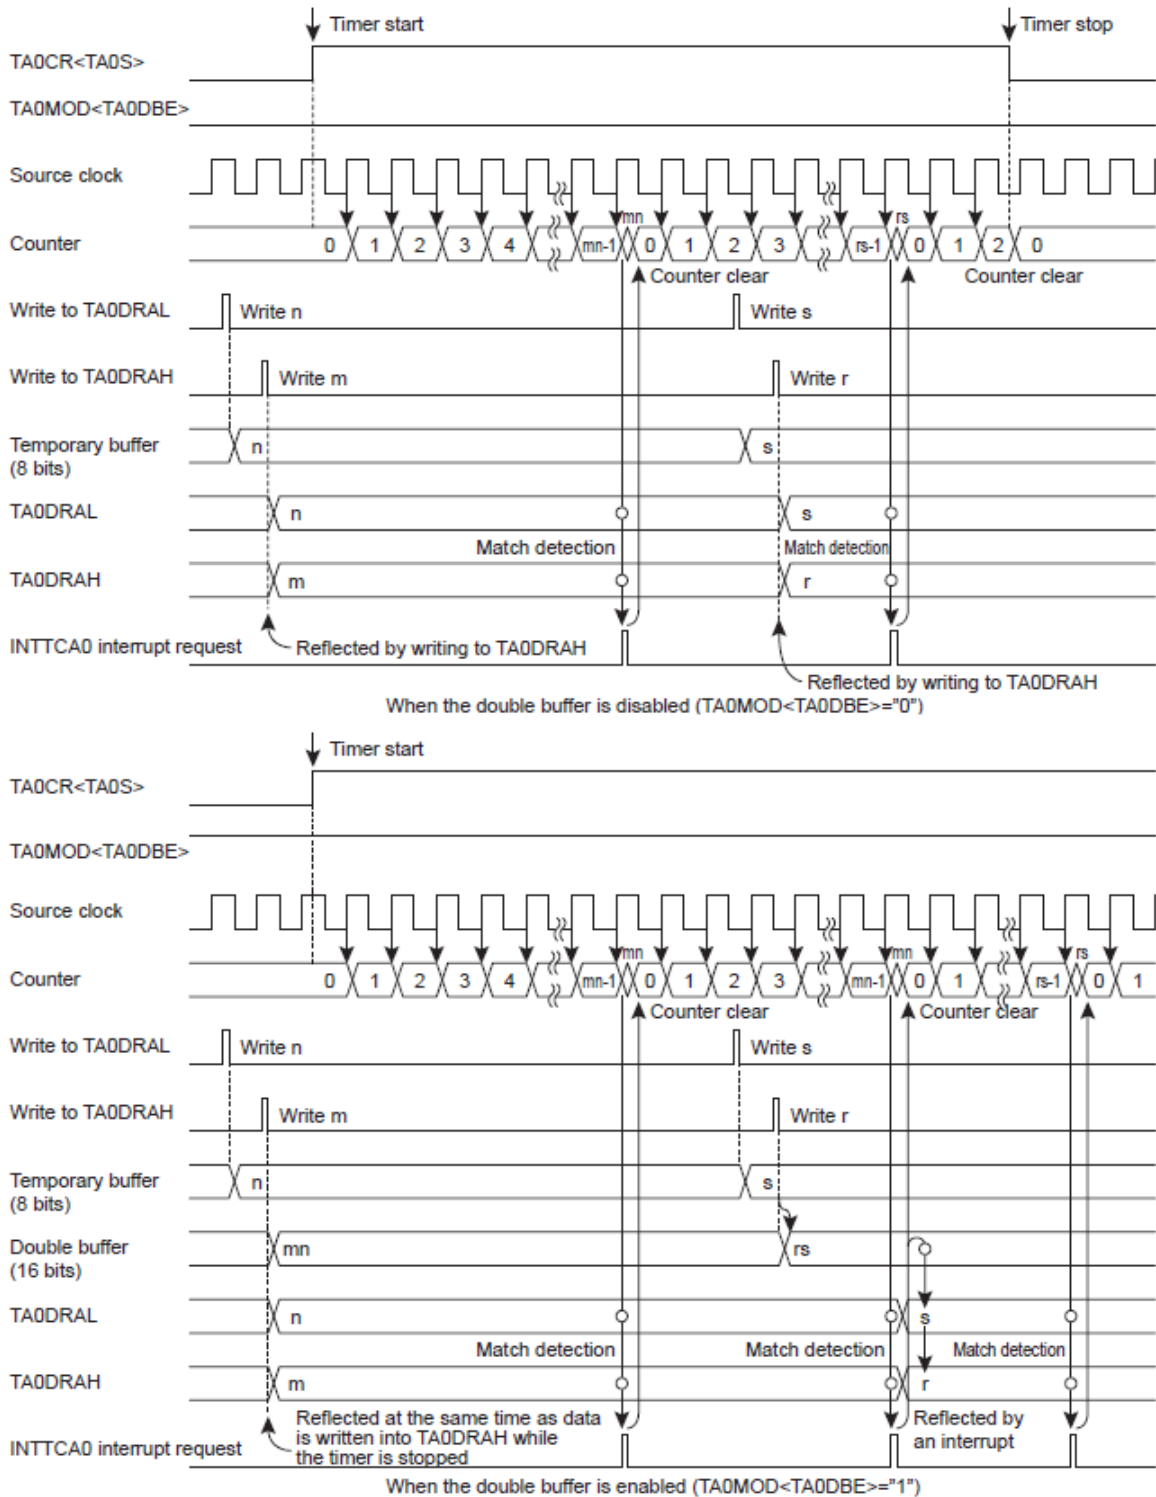 Timer start
Timer stop
TA0CR<TA0S>
TA0MOD<TA0DBE>
Source clock
mn rs
Counter 0 1 2 3 4 mn-1 0 1 2 3 rs-1 0 1 2 0
Counter clear Counter clear
Write to TA0DRAL Write n Write s
Write to TA0DRAH Write m Write r
Temporary buffer n s
(8 bits)
TA0DRAL n s
Match detection Match detection
TA0DRAH m r
INTTCA0 interrupt request Reflected by writing to TA0DRAH
Reflected by writing to TA0DRAH
When the double buffer is disabled (TA0MOD<TA0DBE>="0")
Timer start
TA0CR<TA0S>
TA0MOD<TA0DBE>
Source clock
mn mn rs
Counter 0 1 2 3 4 mn-1 0 1 2 3 mn-1 0 1 rs-1 0 1
Counter clear Counter clear
Write to TA0DRAL Write n Write s
Write to TA0DRAH Write m Write r
Temporary buffer n s
(8 bits)
Double buffer mn rs
(16 bits)
TA0DRAL n s
Match detection Match detection Match detection
TA0DRAH m r
Reflected at the same time as data Reflected by
is written into TA0DRAH while an interrupt
INTTCA0 interrupt request the timer is stopped
When the double buffer is enabled (TA0MOD<TA0DBE>="1")